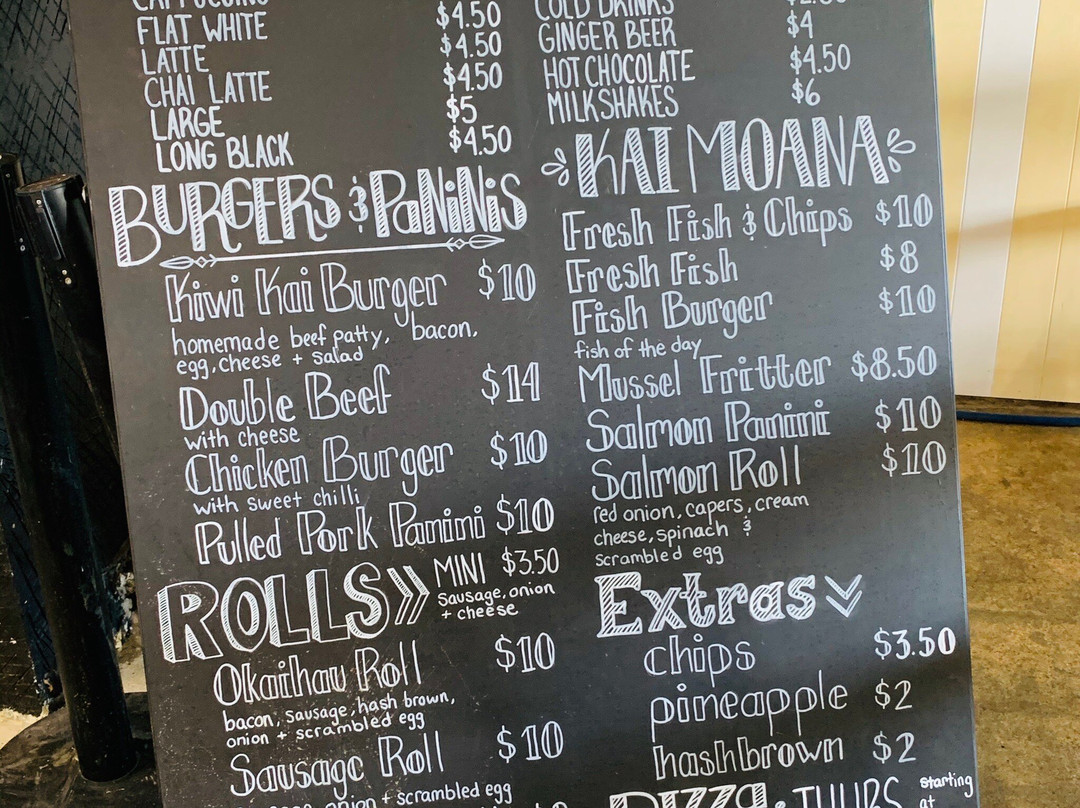 CAPPUCCINO
FLAT WHITE $4.50
LATTE $4.50
CHAI LATTE $4.50
LARGE $5
LONG BLACK $4.50
BURGERS & PANINIS
Kiwi Kai Burger $10
homemade beef patty, bacon,
egg, cheese + salad
Double Beef $14
with cheese
Chicken Burger $10
with sweet chilli
Pulled Pork Panini $10
ROLLS MINI $3.50
Sausage, onion
+ cheese
Okaihau Roll $10
bacon, sausage, hash brown,
onion + scrambled egg
Sausage Roll $10
onion + scrambled egg
COLD DRINKS
GINGER BEER $4
HOT CHOCOLATE $4.50
MILKSHAKES $6
KAI MOANA
Fresh Fish & Chips $10
Fresh Fish $8
Fish Burger $10
fish of the day
Mussel Fritter $8.50
Salmon Panini $10
Salmon Roll $10
red onion, capers, cream
cheese, spinach &
scrambled egg
Extras
chips $3.50
pineapple $2
hashbrown $2
PIZZA THURS starting
at